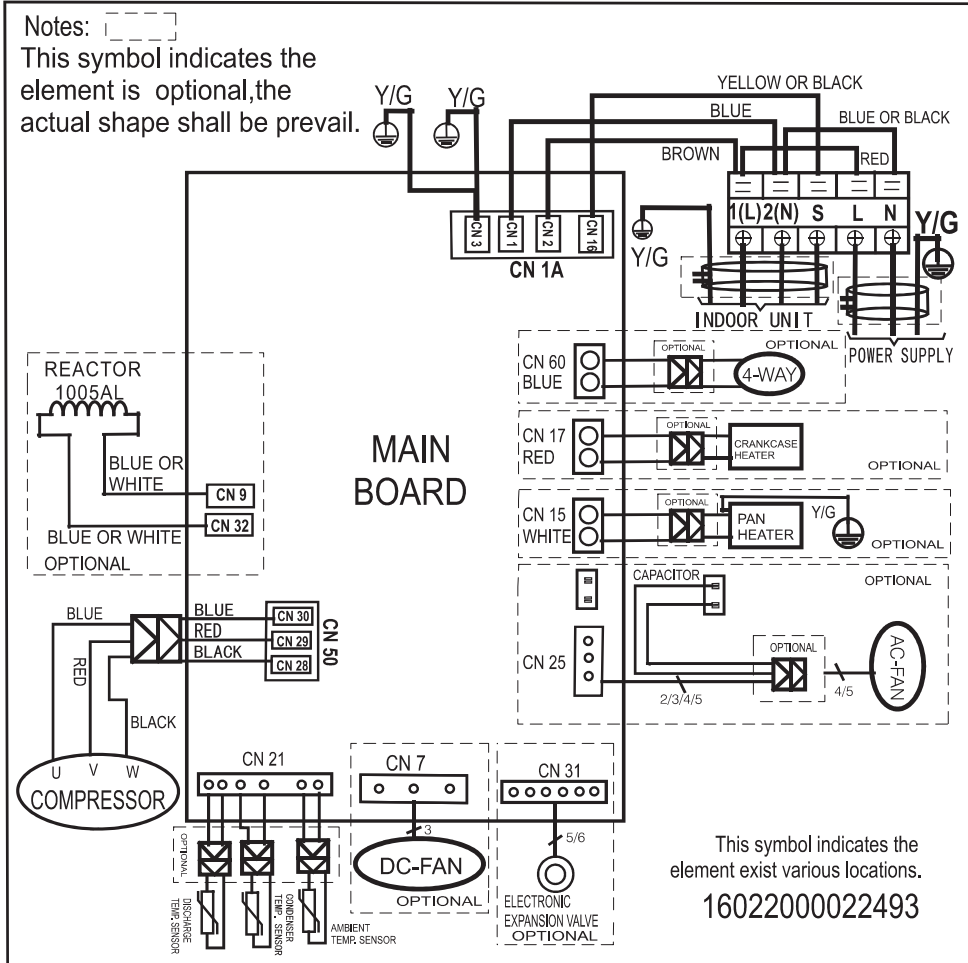 Notes:
This symbol indicates the
element is optional,the
actual shape shall be prevail.
Y/G
Y/G
YELLOW OR BLACK
BLUE
BLUE OR BLACK
BROWN
RED
1(L) 2(N) S L N
Y/G
Y/G
CN 3
CN 1
CN 2
CN 16
CN 1A
INDOOR UNIT
POWER SUPPLY
REACTOR
1005AL
BLUE OR
WHITE
CN 9
CN 32
BLUE OR WHITE
OPTIONAL
MAIN
BOARD
CN 60
BLUE
OPTIONAL
4-WAY
OPTIONAL
CN 17
RED
OPTIONAL
CRANKCASE
HEATER
OPTIONAL
CN 15
WHITE
OPTIONAL
PAN
HEATER
Y/G
OPTIONAL
CAPACITOR
OPTIONAL
CN 25
2/3/4/5
OPTIONAL
4/5
AC-FAN
BLUE
RED
BLACK
BLUE
RED
BLACK
CN 30
CN 29
CN 28
CN 50
U V W
COMPRESSOR
CN 21
OPTIONAL
DISCHARGE
TEMP. SENSOR
CONDENSER
TEMP. SENSOR
AMBIENT
TEMP. SENSOR
CN 7
3
DC-FAN
OPTIONAL
CN 31
5/6
ELECTRONIC
EXPANSION VALVE
OPTIONAL
This symbol indicates the
element exist various locations.
16022000022493